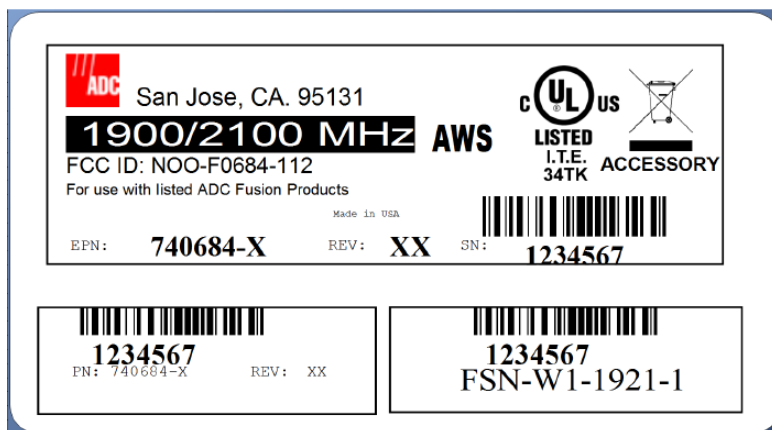 ADC
San Jose, CA. 95131
1900/2100 MHz AWS
FCC ID: NOO-F0684-112
For use with listed ADC Fusion Products
Made in USA
EPN: 740684-X REV: XX SN: 1234567
C UL ® US
LISTED
I.T.E.
34TK
ACCESSORY
1234567
PN: 740684-X REV: XX
1234567
FSN-W1-1921-1